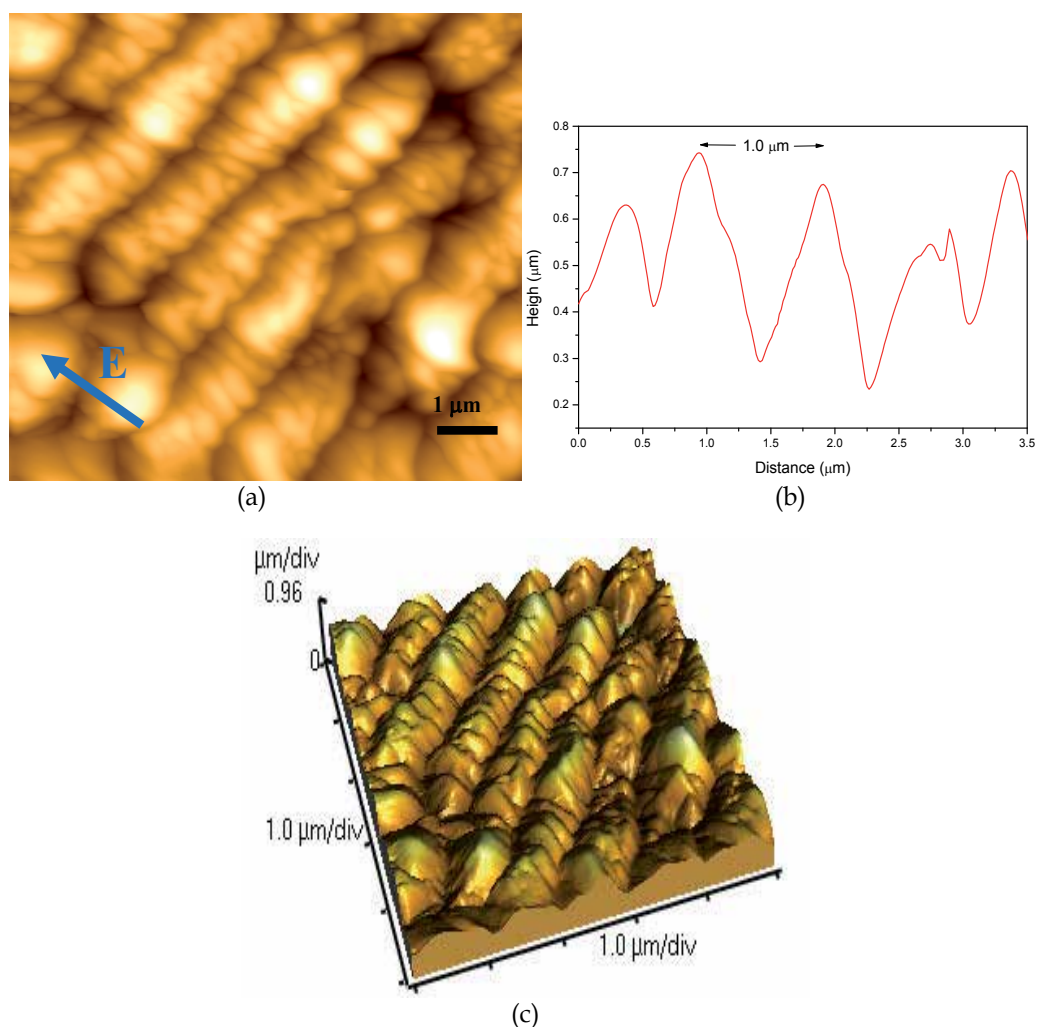 E
1 μm
(a)
0.8
0.7
0.6
0.5
0.4
0.3
0.2
Heigh (μm)
1.0 μm
0.0 0.5 1.0 1.5 2.0 2.5 3.0 3.5
Distance (μm)
(b)
μm/div
0.96
0
1.0 μm/div
1.0 μm/div
(c)